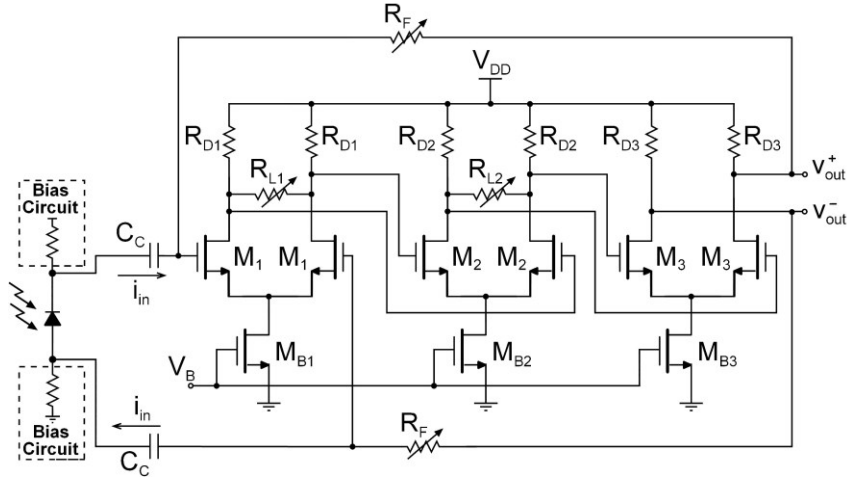 R_F
V_DD
R_D1 R_D1 R_D2 R_D2 R_D3 R_D3
R_L1 R_L2
v_out^+
v_out^-
Bias
Circuit
C_C
i_in
M_1 M_1 M_2 M_2 M_3 M_3
V_B
M_B1 M_B2 M_B3
i_in
R_F
Bias
Circuit
C_C